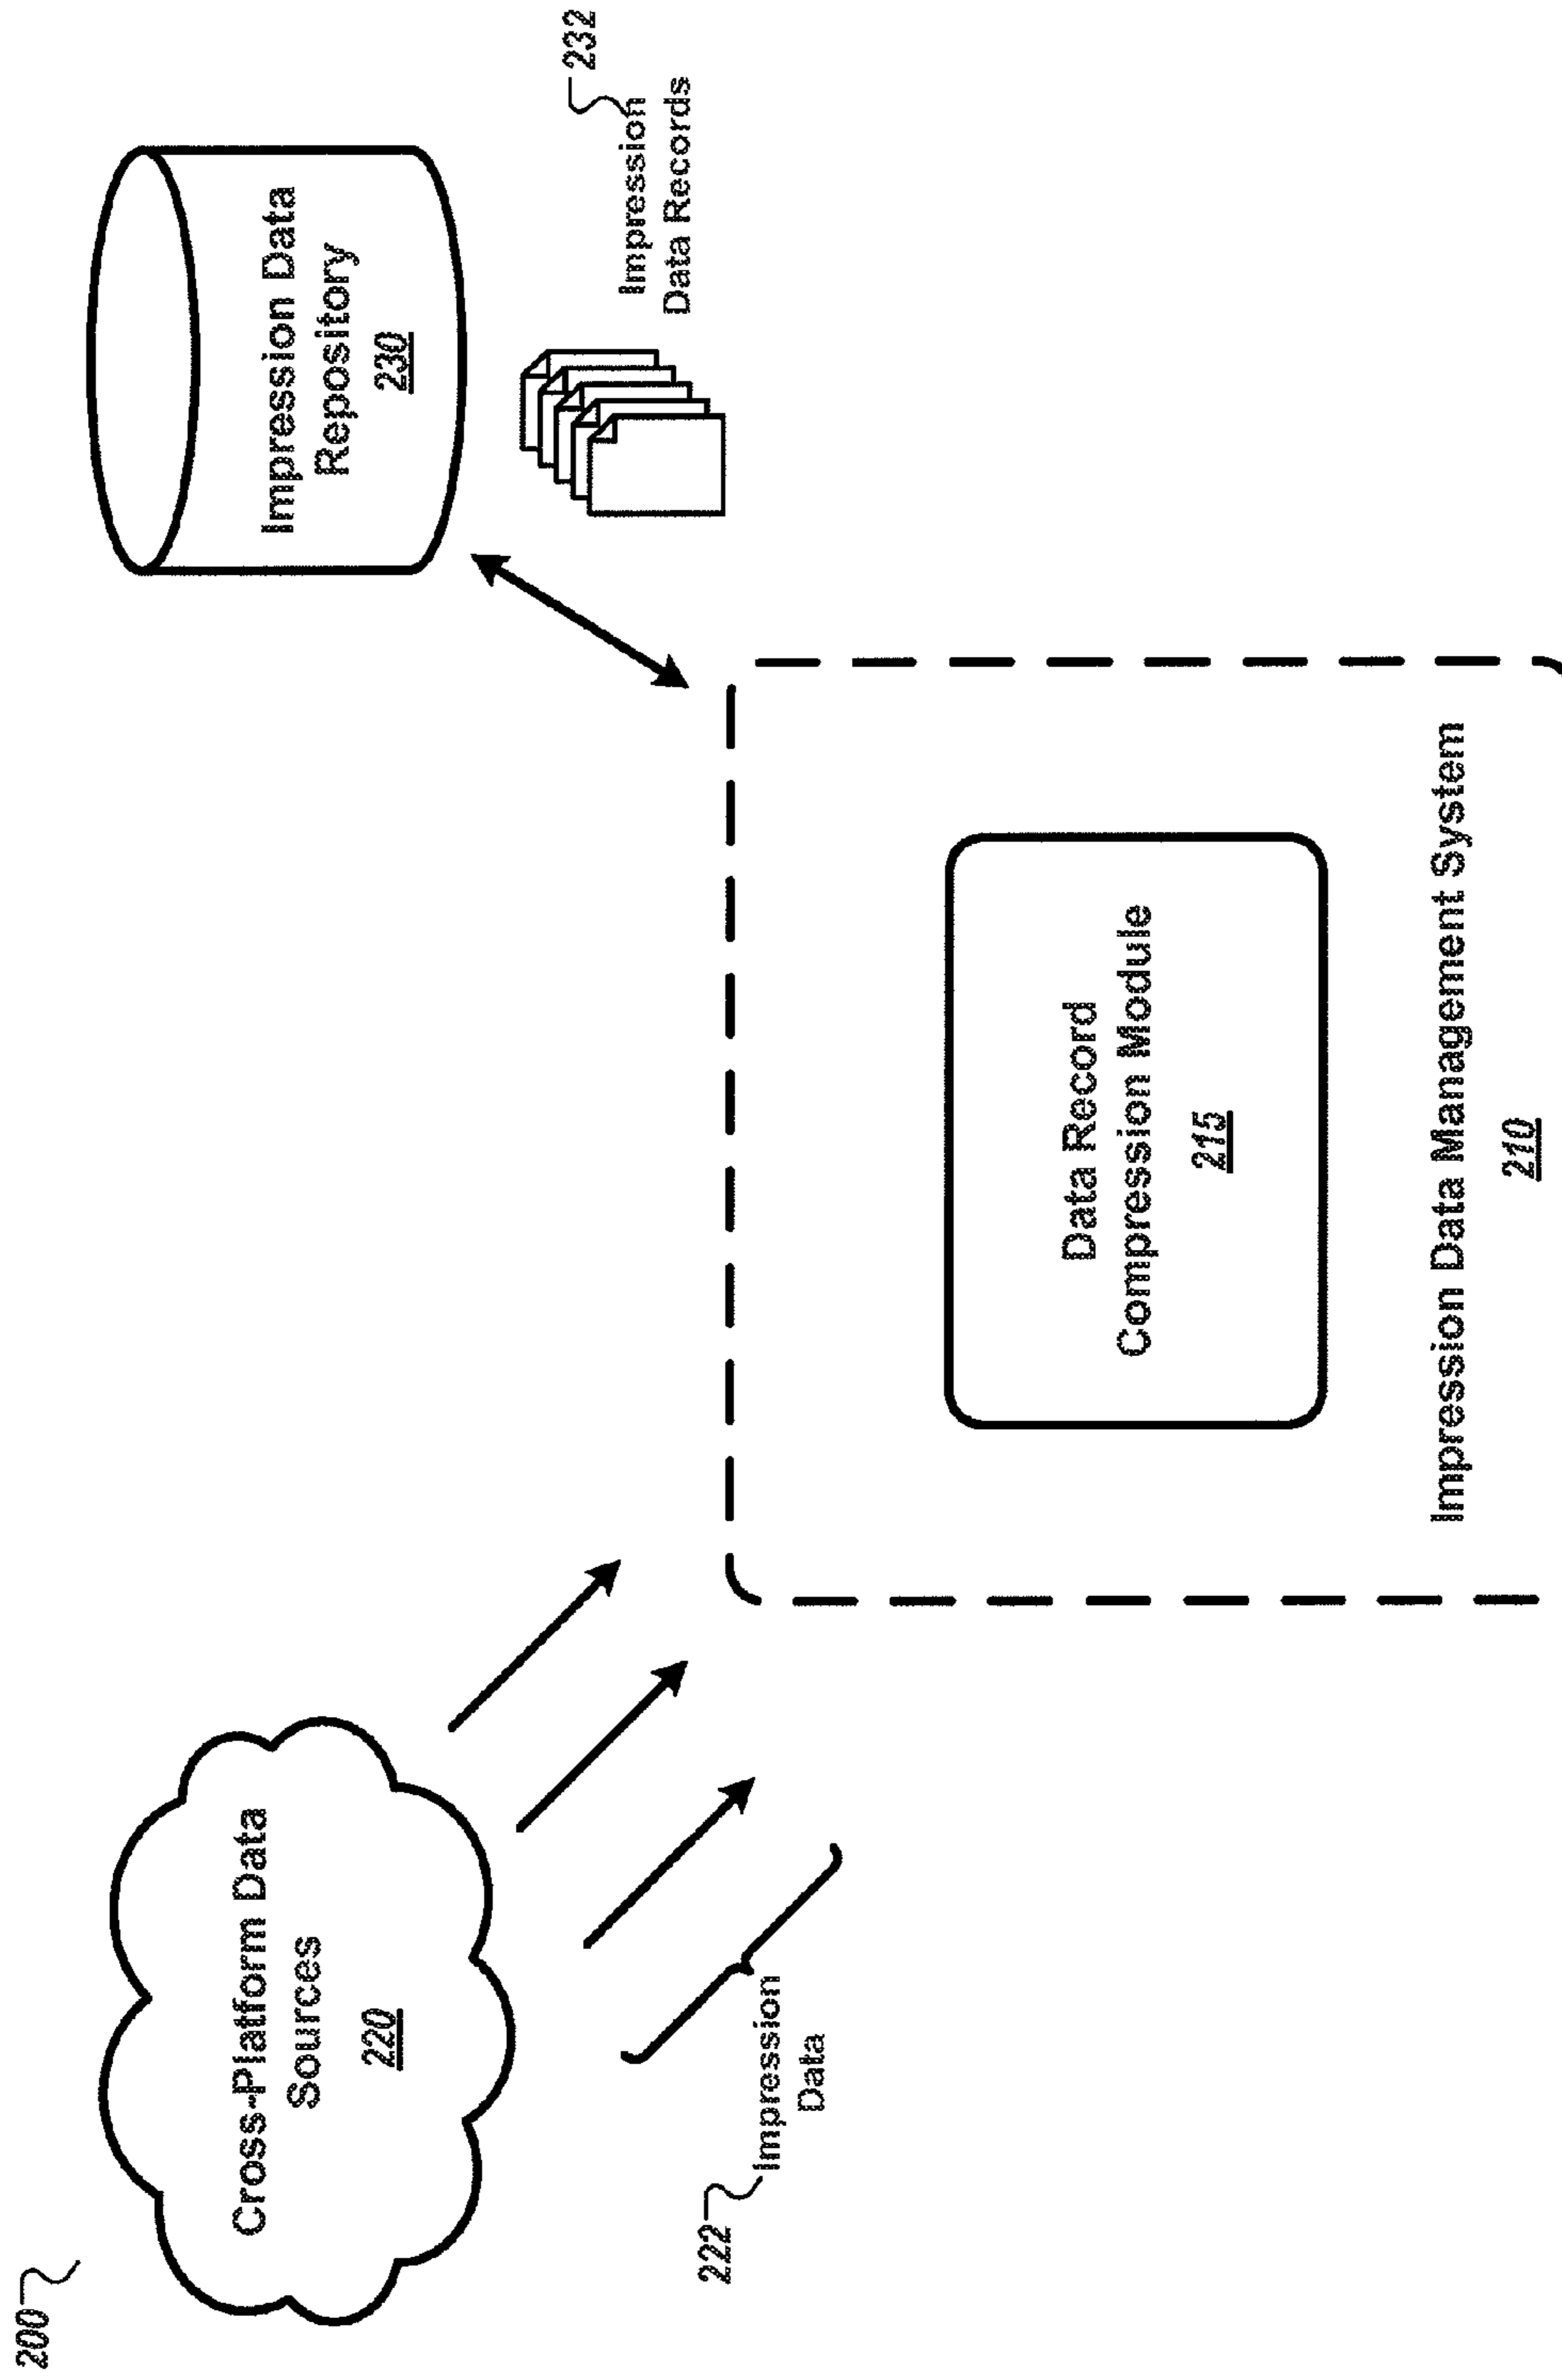 200
Cross-Platform Data
Sources
220
222
Impression
Data
Impression Data
Repository
230
232
Impression
Data Records
Data Record
Compression Module
215
Impression Data Management System
210